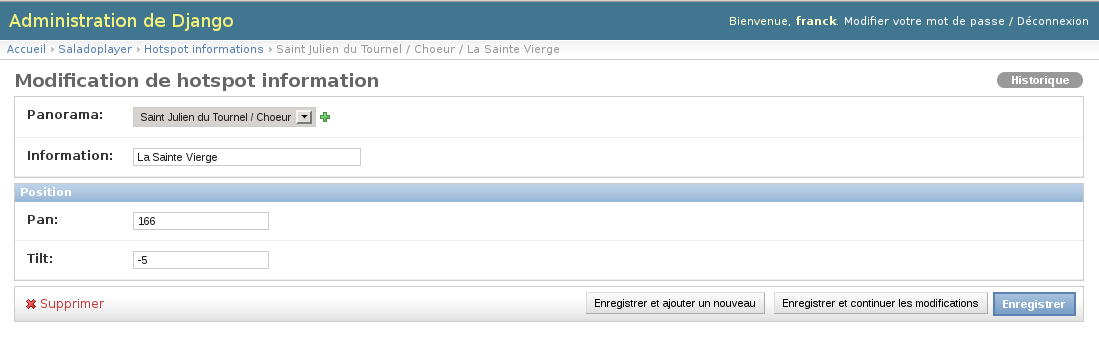 Administration de Django
Bienvenue, franck. Modifier votre mot de passe / Déconnexion
Accueil › Saladoplayer › Hotspot informations › Saint Julien du Tournel / Choeur / La Sainte Vierge
Modification de hotspot information
Historique
Panorama: Saint Julien du Tournel / Choeur
Information: La Sainte Vierge
Position
Pan: 166
Tilt: -5
Supprimer
Enregistrer et ajouter un nouveau
Enregistrer et continuer les modifications
Enregistrer